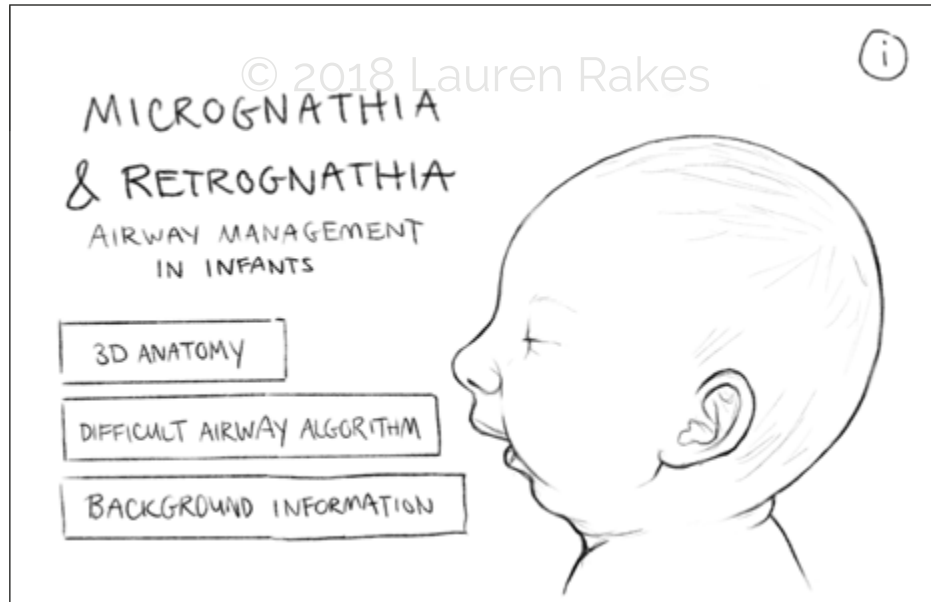 © 2018 Lauren Rakes
i
MICROGNATHIA
& RETROGNATHIA
AIRWAY MANAGEMENT
IN INFANTS
3D ANATOMY
DIFFICULT AIRWAY ALGORITHM
BACKGROUND INFORMATION